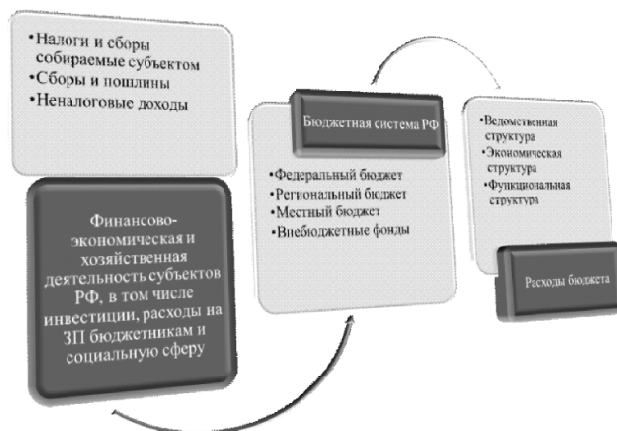 •Налоги и сборы
собираемые субъектом
•Сборы и пошлины
•Неналоговые доходы
Финансово-
экономическая и
хозяйственная
деятельность субъектов
РФ, в том числе
инвестиции, расходы на
ЗП бюджетникам и
социальную сферу
Бюджетная система РФ
•Федеральный бюджет
•Региональный бюджет
•Местный бюджет
•Внебюджетные фонды
•Ведомственная
структура
•Экономическая
структура
•Функциональная
структура
Расходы бюджета